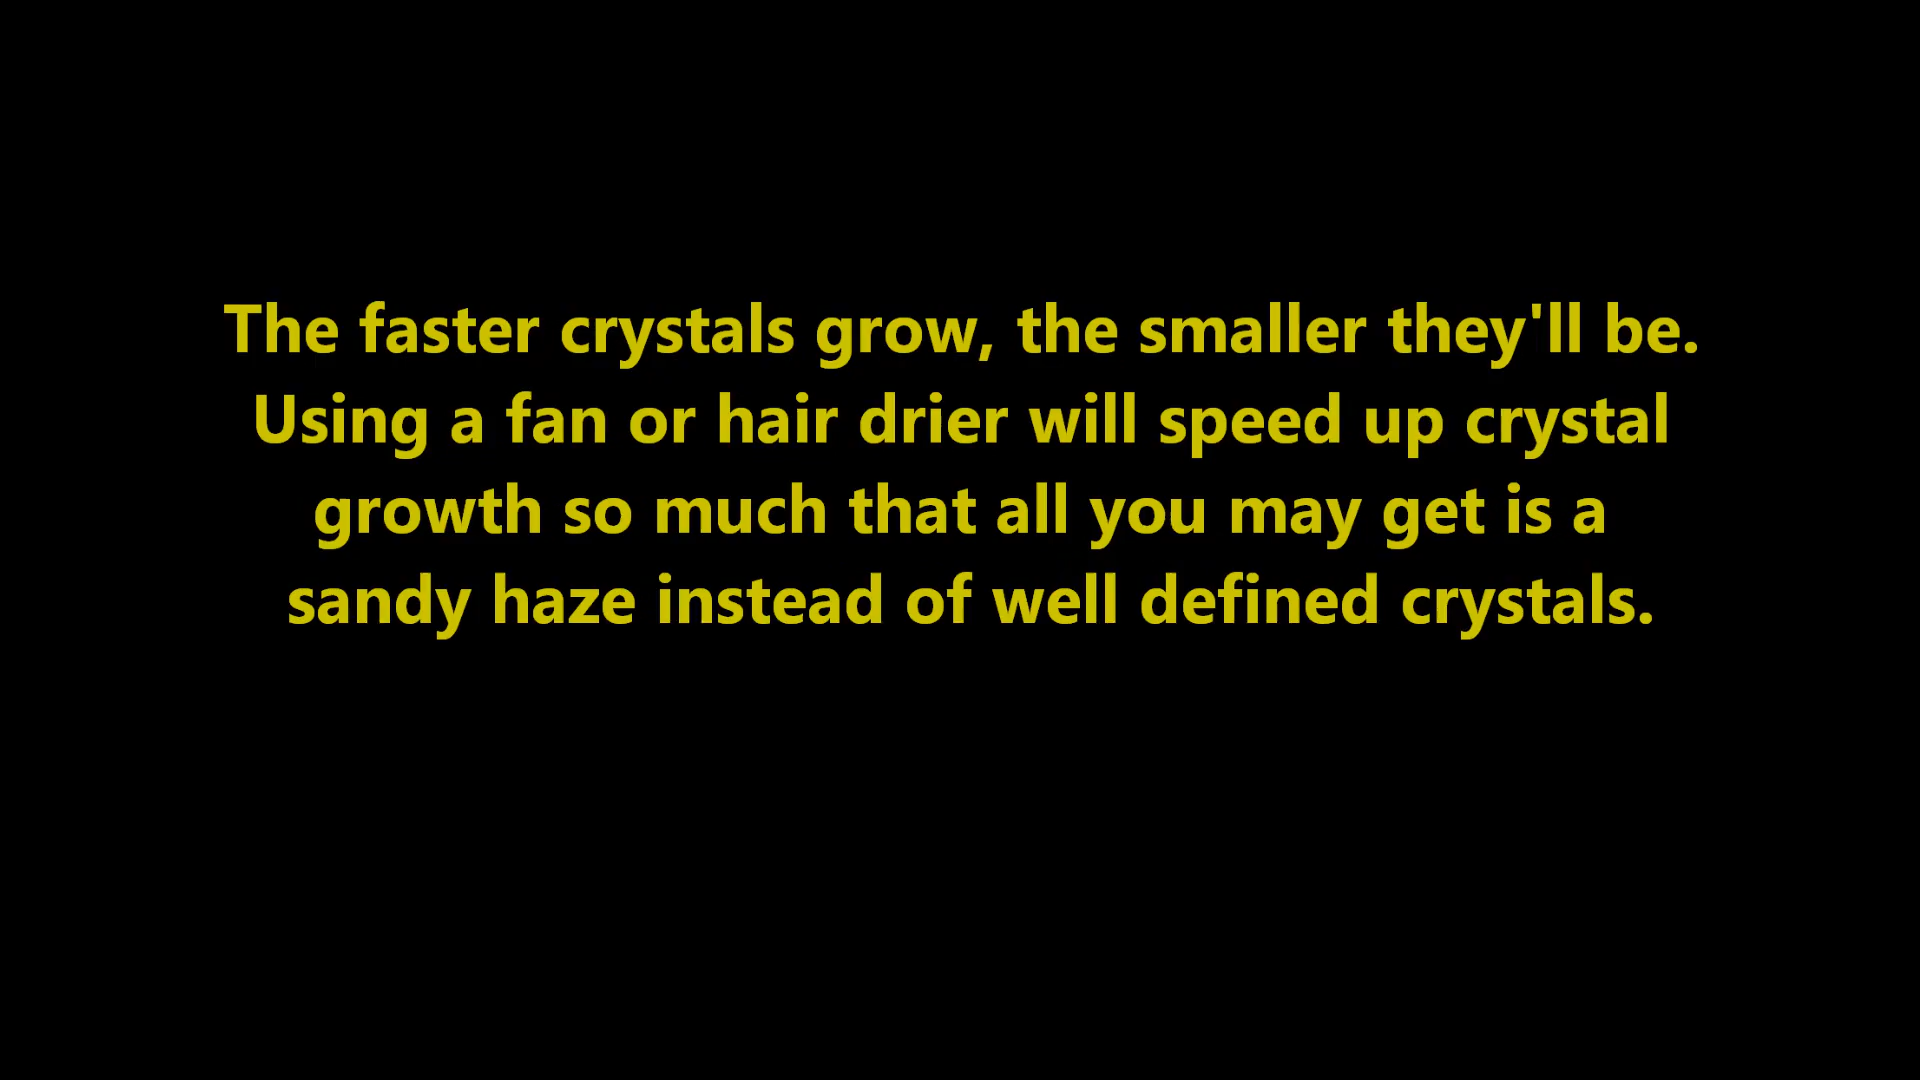 The faster crystals grow, the smaller they'll be.
Using a fan or hair drier will speed up crystal
growth so much that all you may get is a
sandy haze instead of well defined crystals.